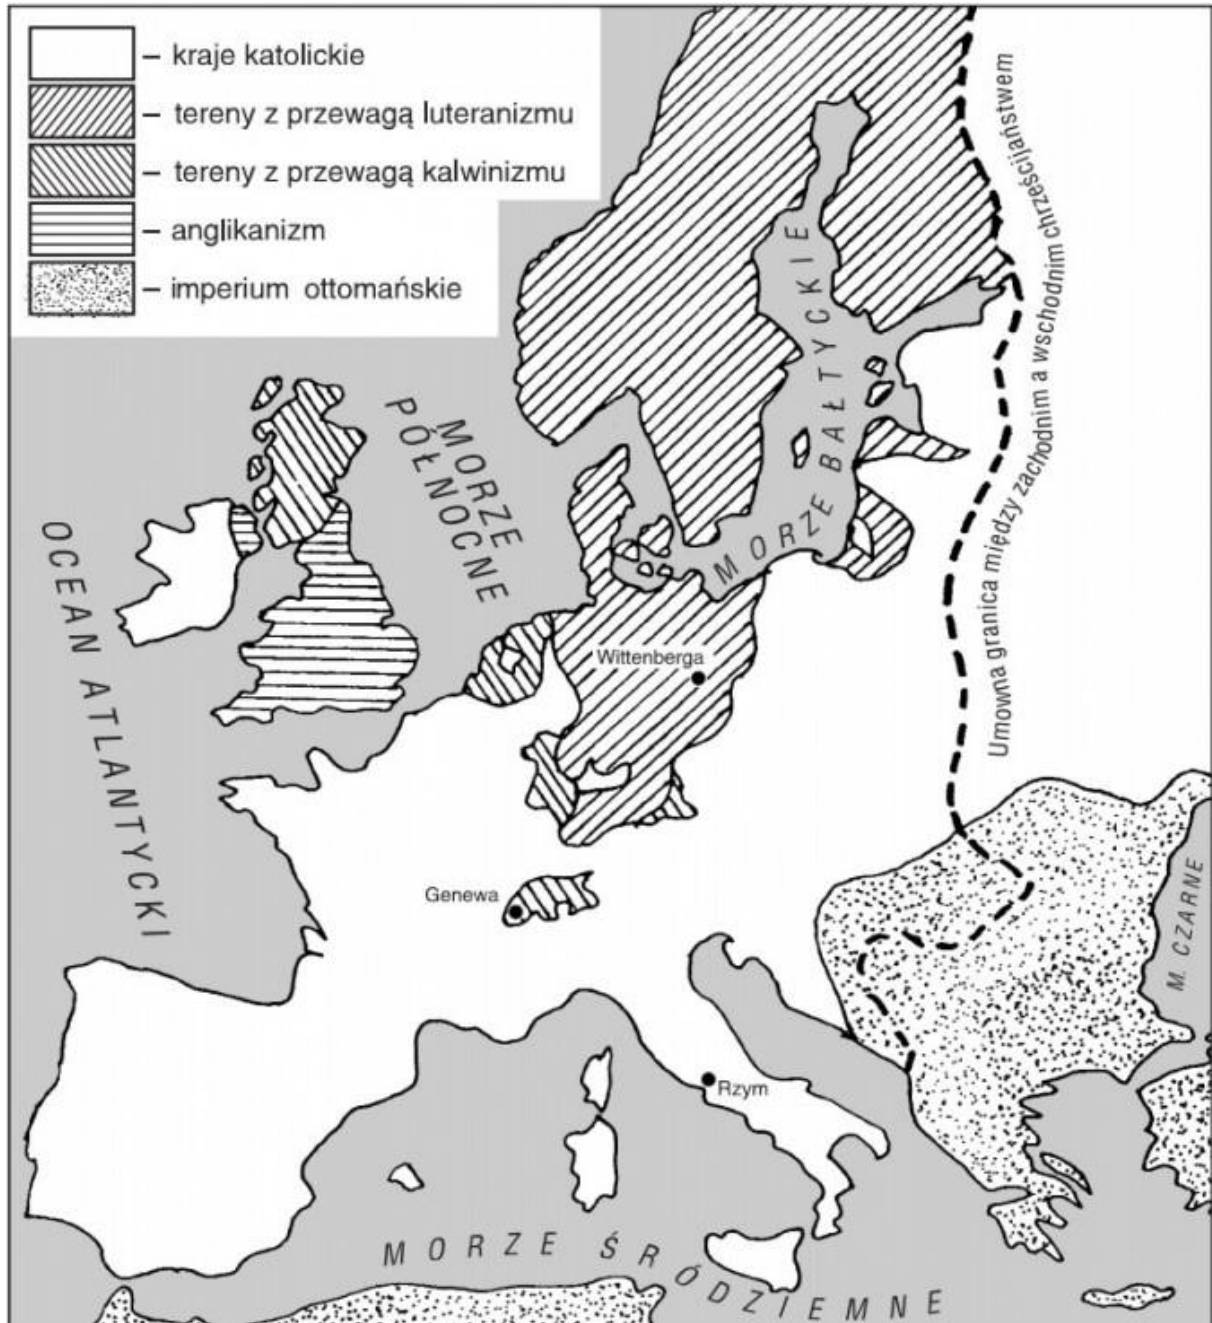 – kraje katolickie
– tereny z przewagą luteranizmu
– tereny z przewagą kalwinizmu
– anglikanizm
– imperium ottomańskie
Umowna granica między zachodnim a wschodnim chrześcijaństwem
MORZE BAŁTYCKIE
MORZE
PÓŁNOCNE
OCEAN ATLANTYCKI
Wittenberga
Genewa
M. CZARNE
Rzym
MORZE ŚRÓDZIEMNE